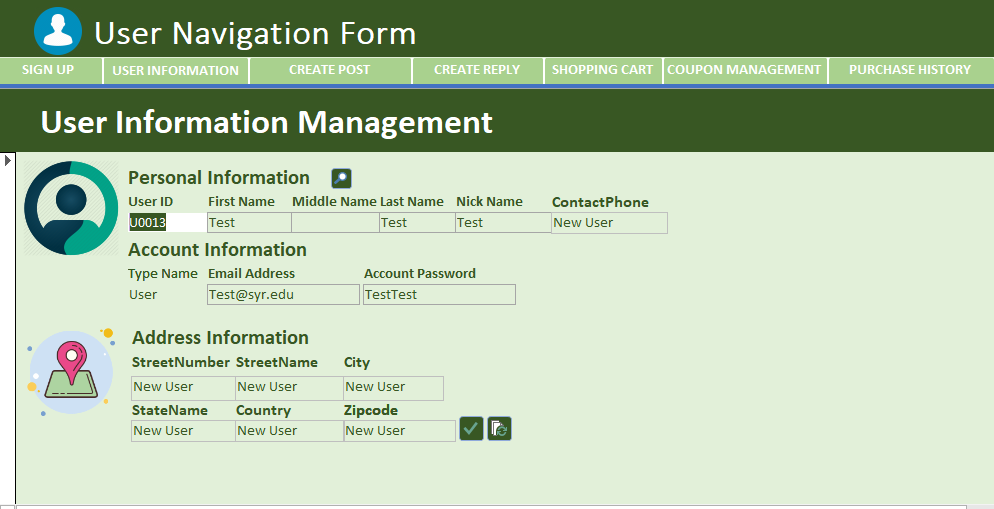 User Navigation Form
SIGN UP USER INFORMATION CREATE POST CREATE REPLY SHOPPING CART COUPON MANAGEMENT PURCHASE HISTORY
User Information Management
Personal Information
User ID First Name Middle Name Last Name Nick Name ContactPhone
U0013 Test Test Test New User
Account Information
Type Name Email Address Account Password
User Test@syr.edu TestTest
Address Information
StreetNumber StreetName City
New User New User New User
StateName Country Zipcode
New User New User New User